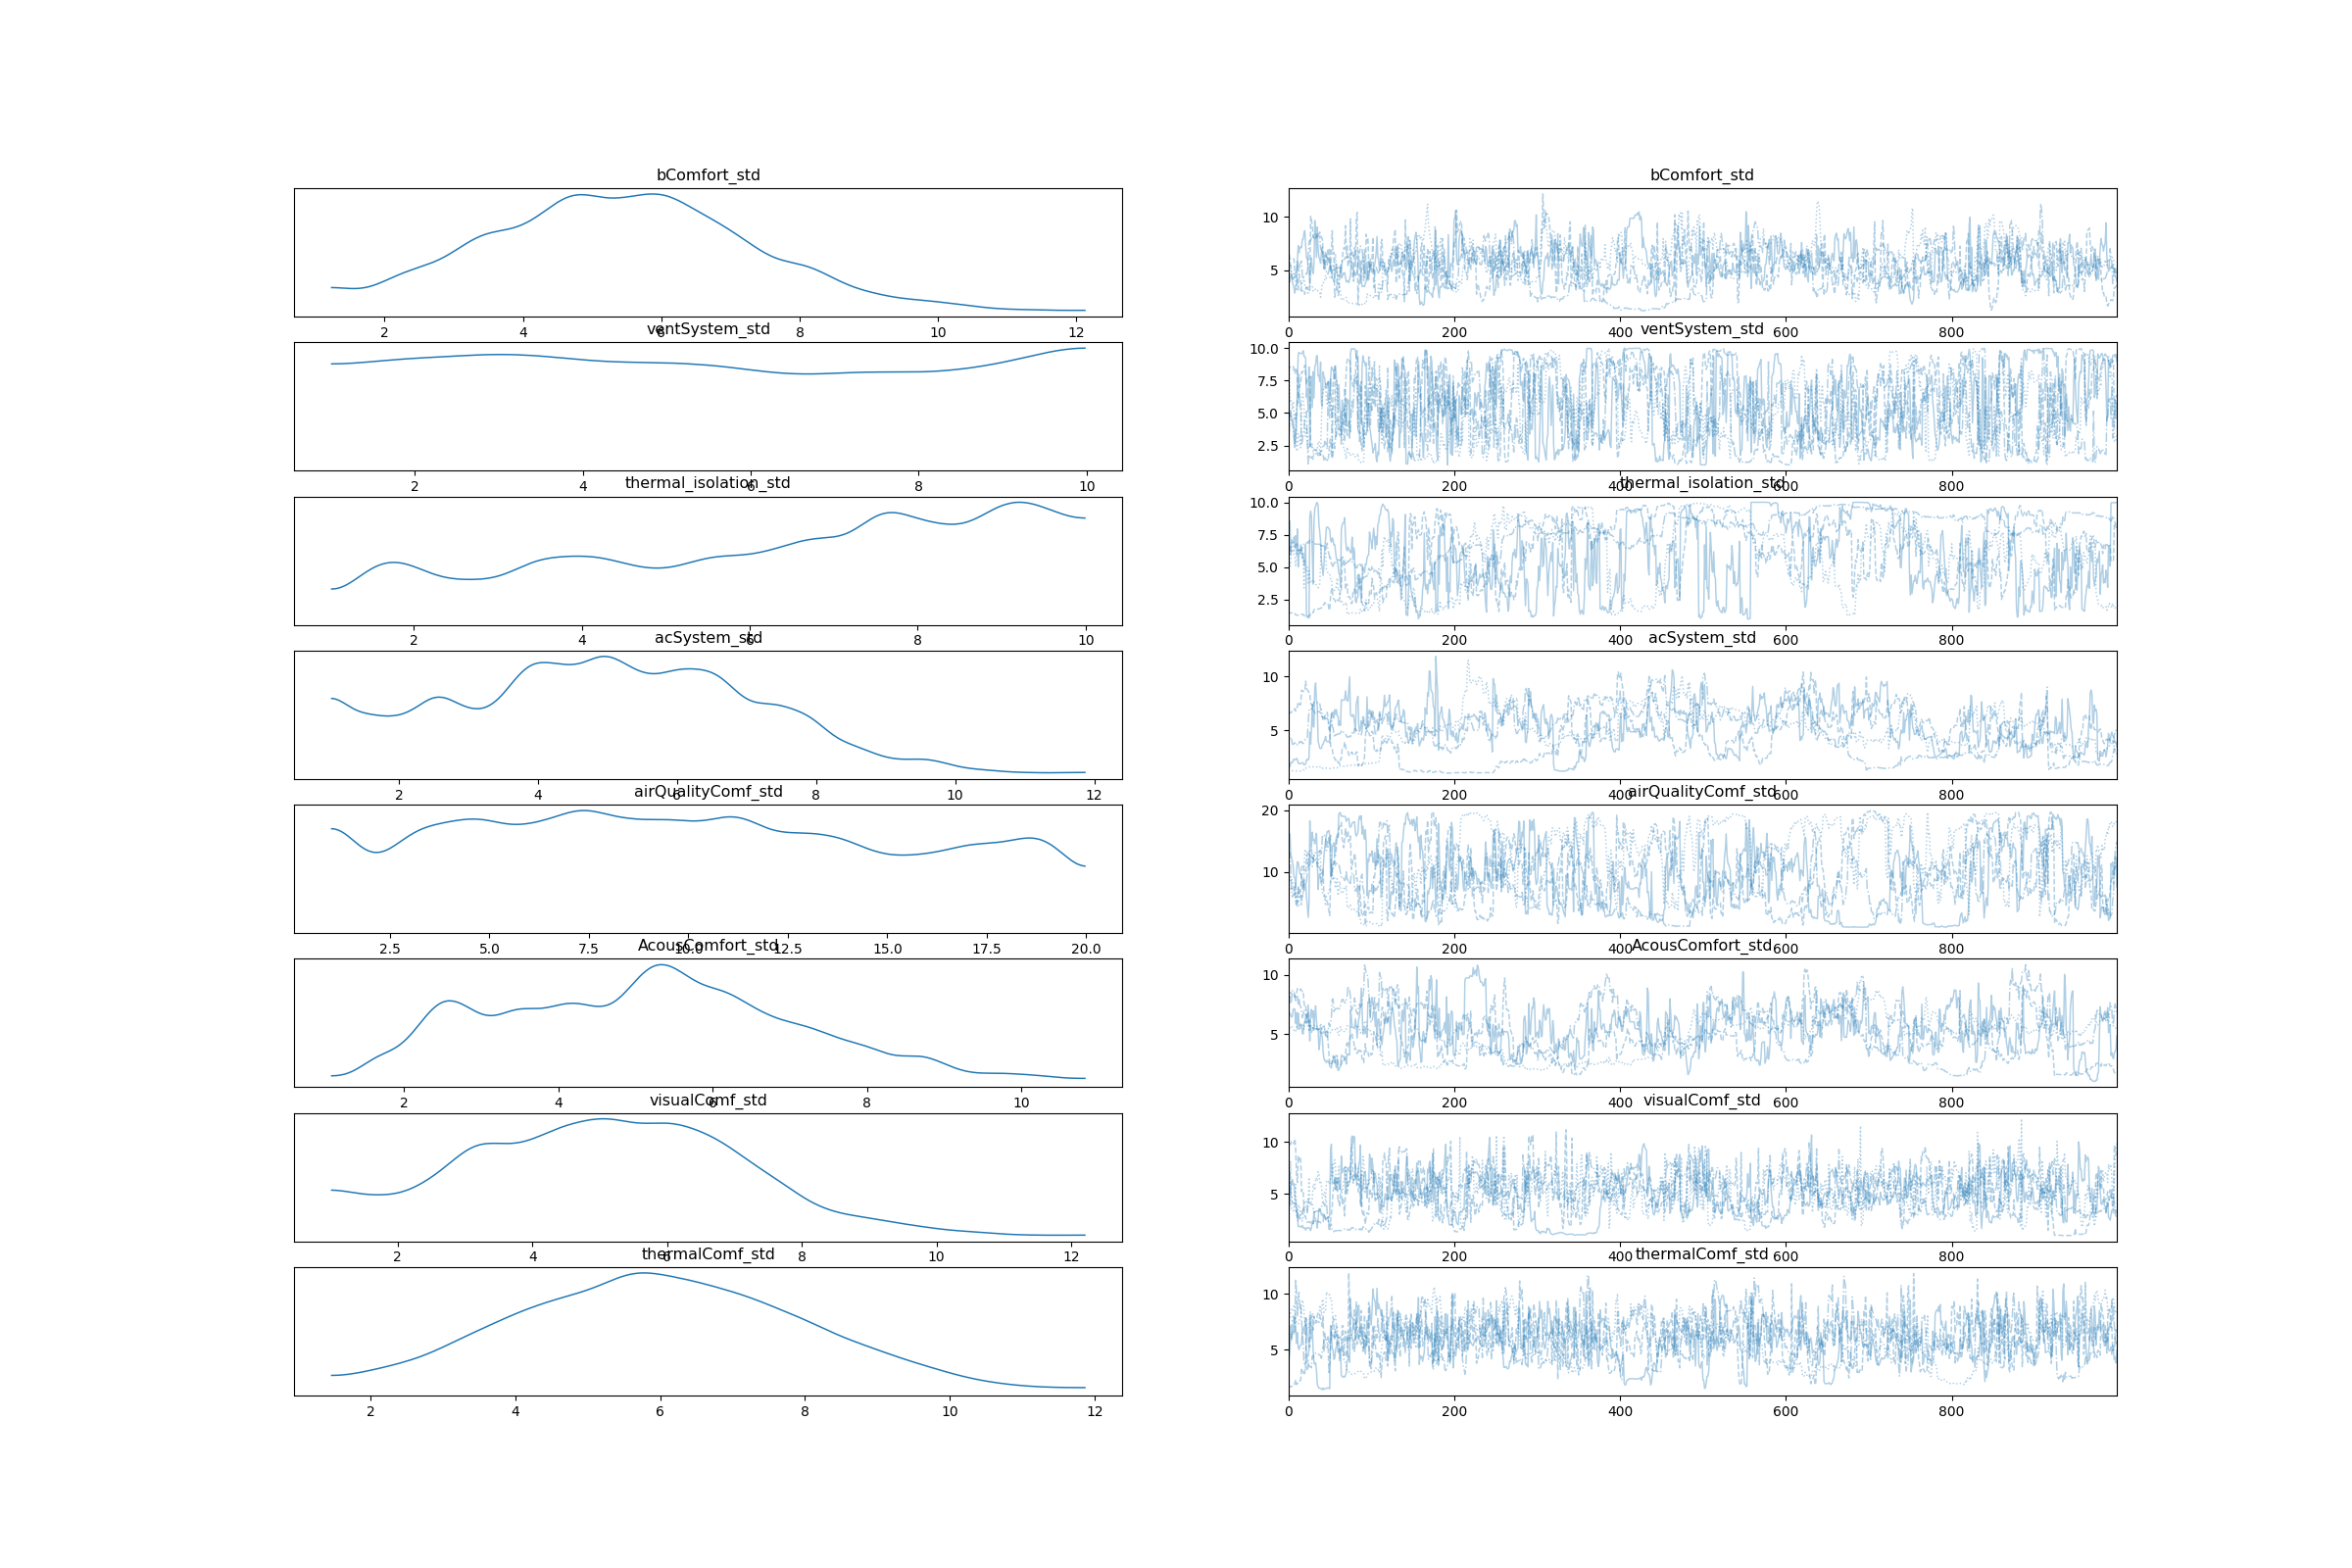 bComfort_std bComfort_std
10
5
2 4 6 8 10 12 0 200 400 600 800
ventSystem_std ventSystem_std
10.0
7.5
5.0
2.5
2 4 6 8 10 0 200 400 600 800
thermal_isolation_std thermal_isolation_std
10.0
7.5
5.0
2.5
2 4 6 8 10 0 200 400 600 800
acSystem_std acSystem_std
10
5
2 4 6 8 10 12 0 200 400 600 800
airQualityComf_std airQualityComf_std
20
10
2.5 5.0 7.5 10.0 12.5 15.0 17.5 20.0 0 200 400 600 800
AcousComfort_std AcousComfort_std
10
5
2 4 6 8 10 0 200 400 600 800
visualComf_std visualComf_std
10
5
2 4 6 8 10 12 0 200 400 600 800
thermalComf_std thermalComf_std
10
5
2 4 6 8 10 12 0 200 400 600 800